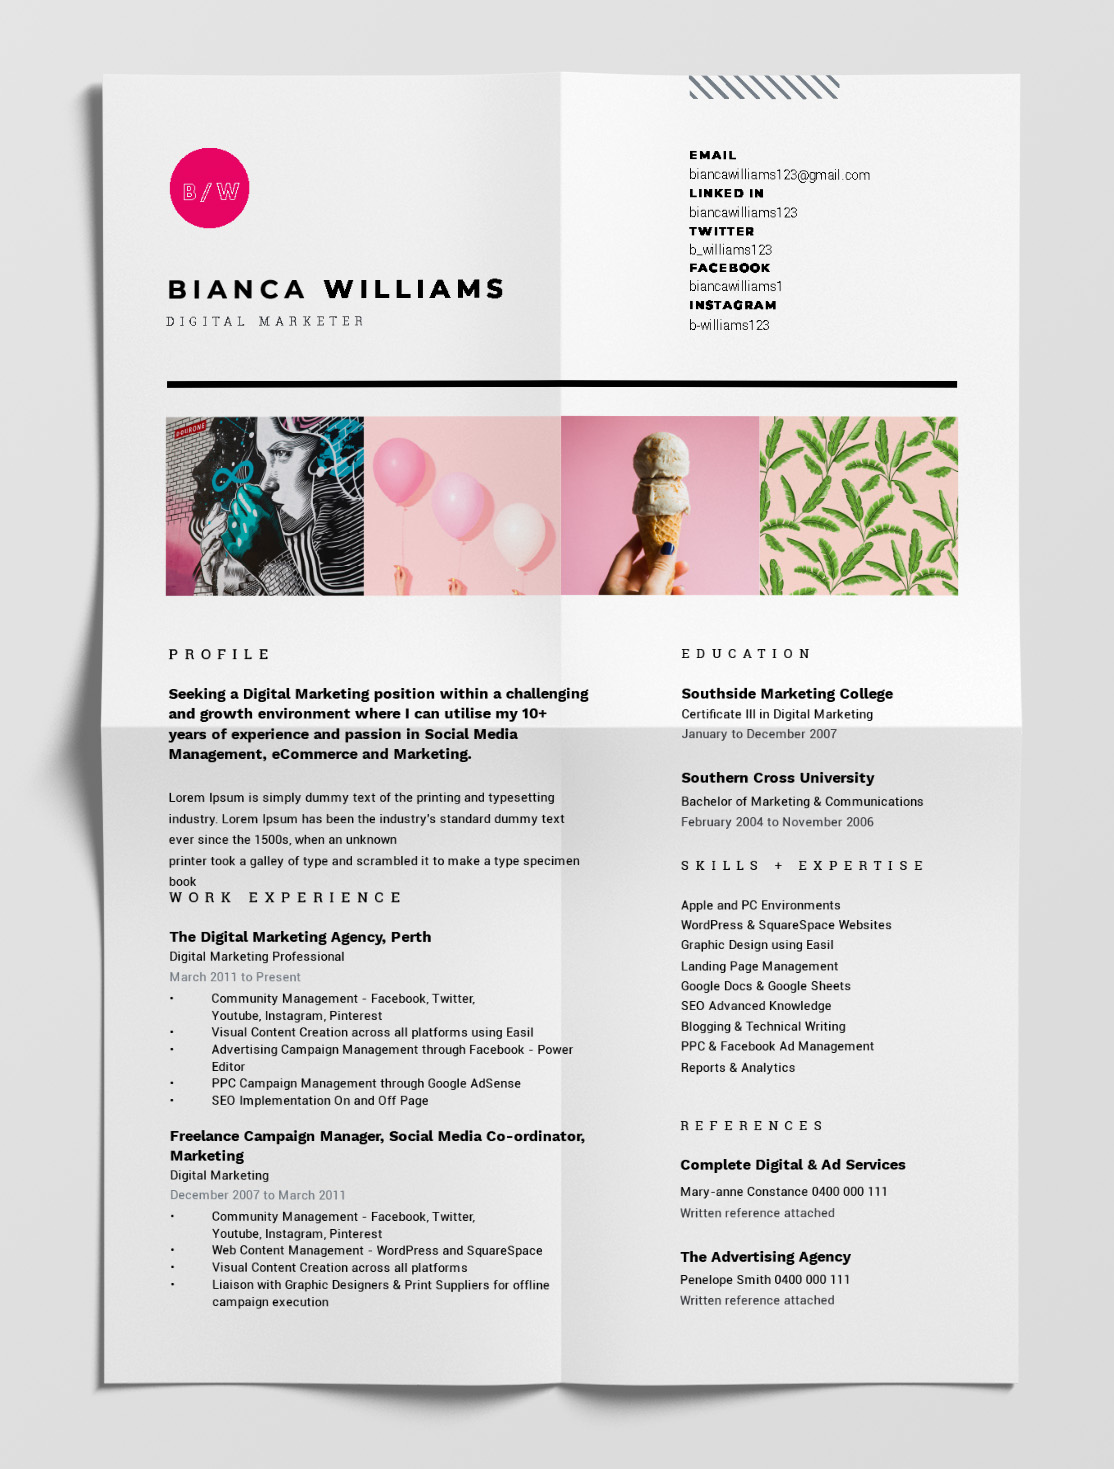 B/W
BIANCA WILLIAMS
DIGITAL MARKETER
EMAIL
biancawilliams123@gmail.com
LINKED IN
biancawilliams123
TWITTER
b_williams123
FACEBOOK
biancawilliams1
INSTAGRAM
b-williams123
DOURONE
PROFILE
Seeking a Digital Marketing position within a challenging
and growth environment where I can utilise my 10+
years of experience and passion in Social Media
Management, eCommerce and Marketing.
Lorem Ipsum is simply dummy text of the printing and typesetting
industry. Lorem Ipsum has been the industry's standard dummy text
ever since the 1500s, when an unknown
printer took a galley of type and scrambled it to make a type specimen
book
WORK EXPERIENCE
The Digital Marketing Agency, Perth
Digital Marketing Professional
March 2011 to Present
• Community Management - Facebook, Twitter,
Youtube, Instagram, Pinterest
• Visual Content Creation across all platforms using Easil
• Advertising Campaign Management through Facebook - Power
Editor
• PPC Campaign Management through Google AdSense
• SEO Implementation On and Off Page
Freelance Campaign Manager, Social Media Co-ordinator,
Marketing
Digital Marketing
December 2007 to March 2011
• Community Management - Facebook, Twitter,
Youtube, Instagram, Pinterest
• Web Content Management - WordPress and SquareSpace
• Visual Content Creation across all platforms
• Liaison with Graphic Designers & Print Suppliers for offline
campaign execution
EDUCATION
Southside Marketing College
Certificate III in Digital Marketing
January to December 2007
Southern Cross University
Bachelor of Marketing & Communications
February 2004 to November 2006
SKILLS + EXPERTISE
Apple and PC Environments
WordPress & SquareSpace Websites
Graphic Design using Easil
Landing Page Management
Google Docs & Google Sheets
SEO Advanced Knowledge
Blogging & Technical Writing
PPC & Facebook Ad Management
Reports & Analytics
REFERENCES
Complete Digital & Ad Services
Mary-anne Constance 0400 000 111
Written reference attached
The Advertising Agency
Penelope Smith 0400 000 111
Written reference attached